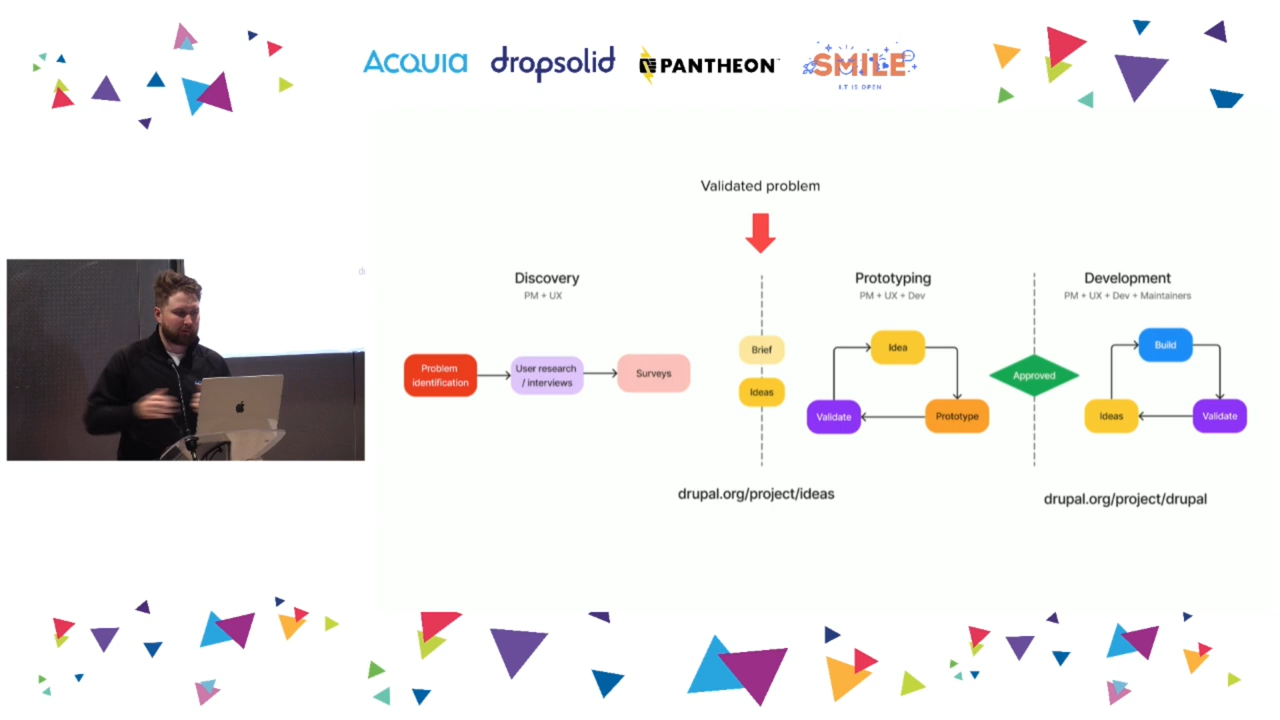 ACQUIA dropsolid PANTHEON SMILE
I.T IS OPEN
Validated problem
Discovery
PM + UX
Problem
identification
User research
/ interviews
Surveys
Brief
Ideas
drupal.org/project/ideas
Prototyping
PM + UX + Dev
Idea
Validate
Prototype
Approved
Development
PM + UX + Dev + Maintainers
Build
Ideas
Validate
drupal.org/project/drupal
di